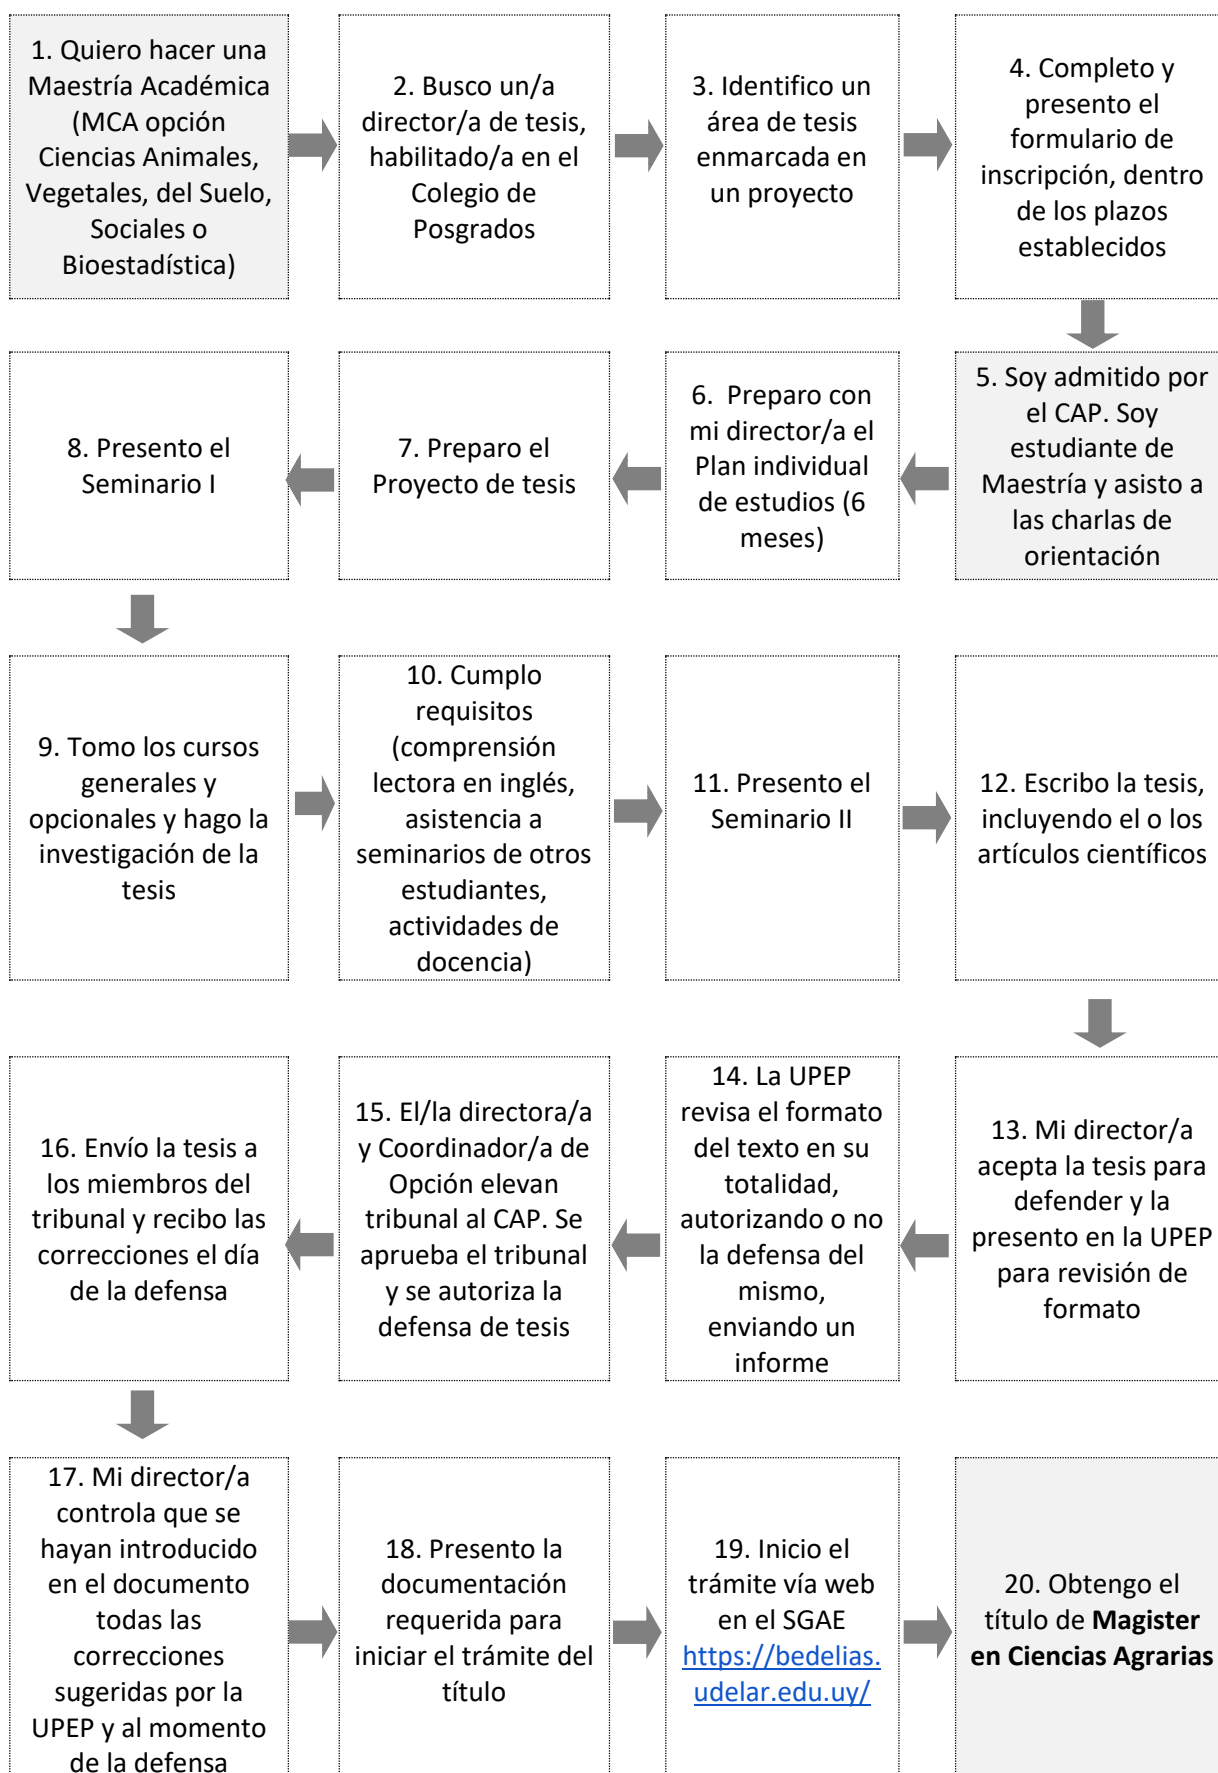 1. Quiero hacer una
Maestría Académica
(MCA opción
Ciencias Animales,
Vegetales, del Suelo,
Sociales o
Bioestadística)
2. Busco un/a
director/a de tesis,
habilitado/a en el
Colegio de
Posgrados
3. Identifico un
área de tesis
enmarcada en
un proyecto
4. Completo y
presento el
formulario de
inscripción, dentro
de los plazos
establecidos
5. Soy admitido por
el CAP. Soy
estudiante de
Maestría y asisto a
las charlas de
orientación
6. Preparo con
mi director/a el
Plan individual
de estudios (6
meses)
7. Preparo el
Proyecto de tesis
8. Presento el
Seminario I
9. Tomo los cursos
generales y
opcionales y hago la
investigación de la
tesis
10. Cumplo
requisitos
(comprensión
lectora en inglés,
asistencia a
seminarios de otros
estudiantes,
actividades de
docencia)
11. Presento el
Seminario II
12. Escribo la tesis,
incluyendo el o los
artículos científicos
13. Mi director/a
acepta la tesis para
defender y la
presento en la UPEP
para revisión de
formato
14. La UPEP
revisa el formato
del texto en su
totalidad,
autorizando o no
la defensa del
mismo,
enviando un
informe
15. El/la directora/a
y Coordinador/a de
Opción elevan
tribunal al CAP. Se
aprueba el tribunal
y se autoriza la
defensa de tesis
16. Envío la tesis a
los miembros del
tribunal y recibo las
correcciones el día
de la defensa
17. Mi director/a
controla que se
hayan introducido
en el documento
todas las
correcciones
sugeridas por la
UPEP y al momento
de la defensa
18. Presento la
documentación
requerida para
iniciar el trámite del
título
19. Inicio el
trámite vía web
en el SGAE
https://bedelias.
udelar.edu.uy/
20. Obtengo el
título de Magister
en Ciencias Agrarias